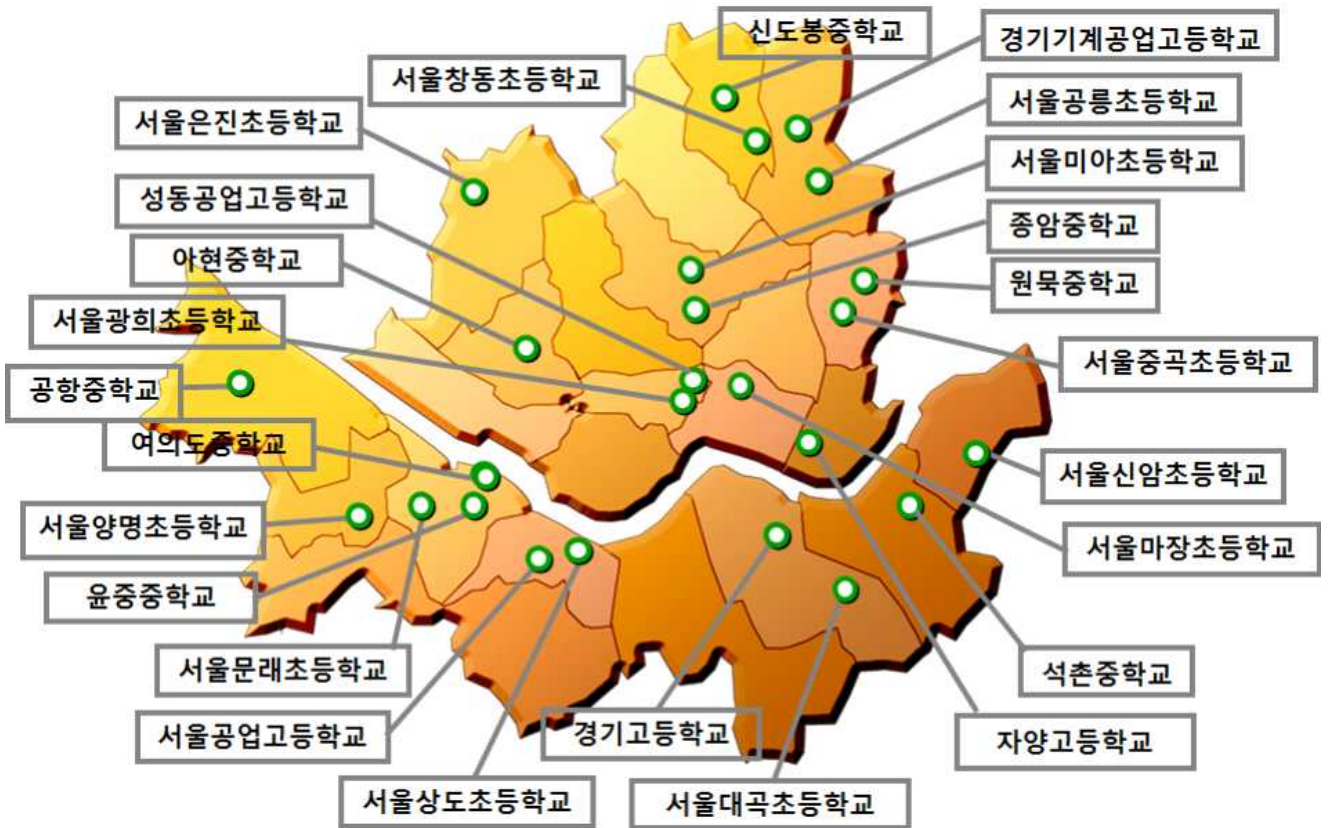 신도봉중학교
경기기계공업고등학교
서울창동초등학교
서울공릉초등학교
서울은진초등학교
서울미아초등학교
성동공업고등학교
종암중학교
아현중학교
원묵중학교
서울광희초등학교
서울중곡초등학교
공항중학교
여의도중학교
서울신암초등학교
서울양명초등학교
서울마장초등학교
윤중중학교
서울문래초등학교
석촌중학교
서울공업고등학교
경기고등학교
자양고등학교
서울상도초등학교
서울대곡초등학교